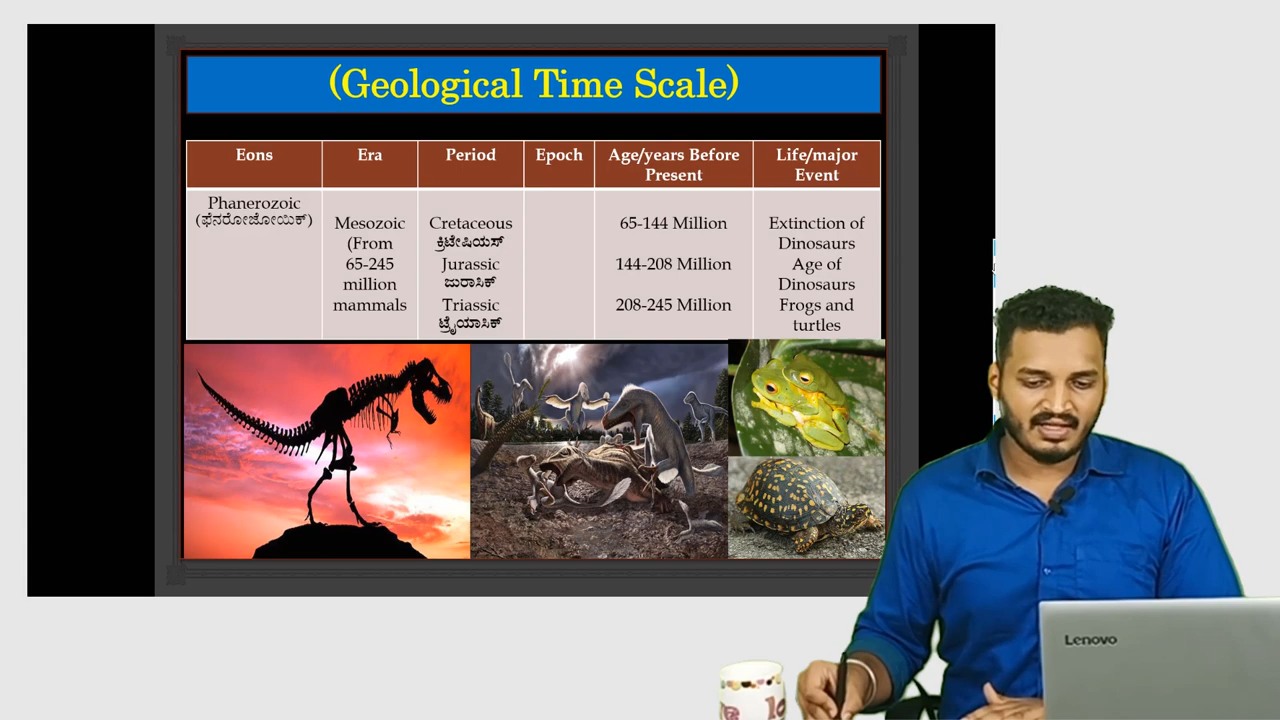 (Geological Time Scale)
Eons
Era
Period
Epoch
Age/years Before
Present
Life/major
Event
Phanerozoic
(ಫೆನರೋಜೋಯಿಕ್)
Mesozoic
(From
65-245
million
mammals
Cretaceous
ಕ್ರಿಟೇಷಿಯಸ್
Jurassic
ಜುರಾಸಿಕ್
Triassic
ಟ್ರೈಯಾಸಿಕ್
65-144 Million
144-208 Million
208-245 Million
Extinction of
Dinosaurs
Age of
Dinosaurs
Frogs and
turtles
Lenovo